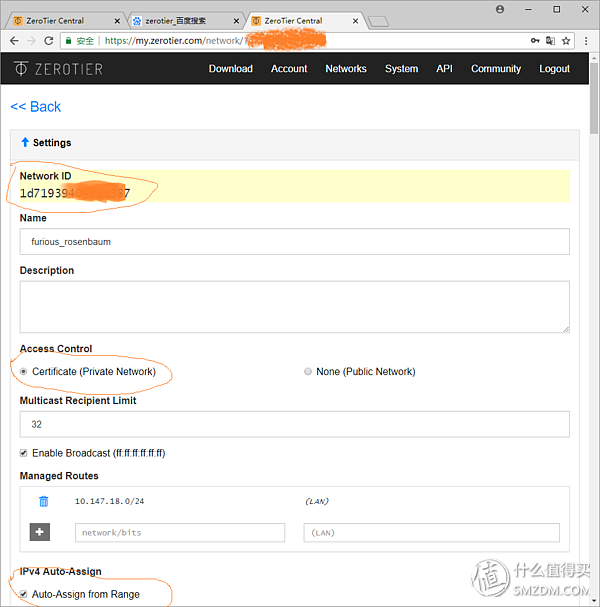 ZeroTier Central
zerotier_百度搜索
ZeroTier Central
安全 https://my.zerotier.com/network/
ZEROTIER
Download Account Networks System API Community Logout
<< Back
Settings
Network ID
1d7193
Name
furious_rosenbaum
Description
Access Control
Certificate (Private Network)
None (Public Network)
Multicast Recipient Limit
32
Enable Broadcast (ff:ff:ff:ff:ff:ff)
Managed Routes
10.147.18.0/24 (LAN)
network/bits (LAN)
IPv4 Auto-Assign
Auto-Assign from Range
值 什么值得买
SMZDM.COM